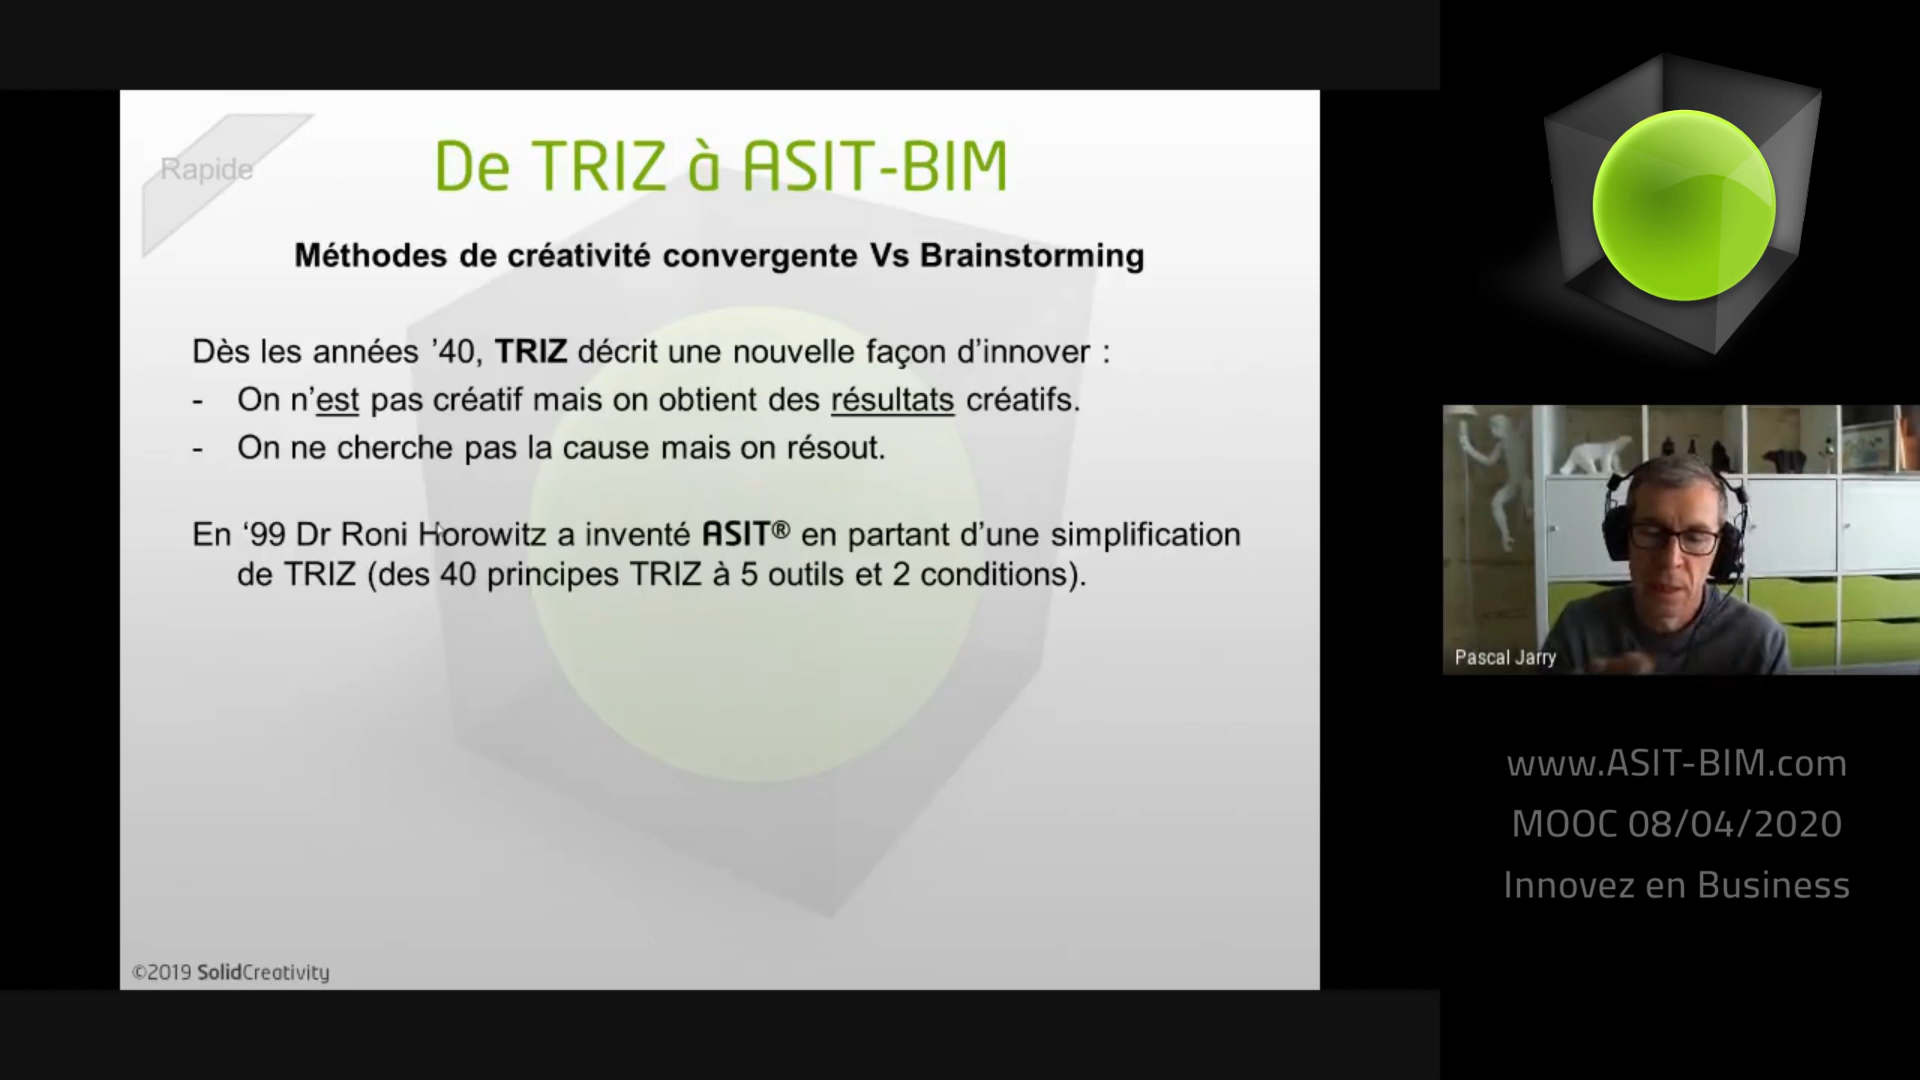 Rapide
De TRIZ à ASIT-BIM
Méthodes de créativité convergente Vs Brainstorming
Dès les années ’40, TRIZ décrit une nouvelle façon d’innover :
- On n’est pas créatif mais on obtient des résultats créatifs.
- On ne cherche pas la cause mais on résout.
En ‘99 Dr Roni Horowitz a inventé ASIT® en partant d’une simplification
de TRIZ (des 40 principes TRIZ à 5 outils et 2 conditions).
©2019 SolidCreativity
Pascal Jarry
www.ASIT-BIM.com
MOOC 08/04/2020
Innovez en Business